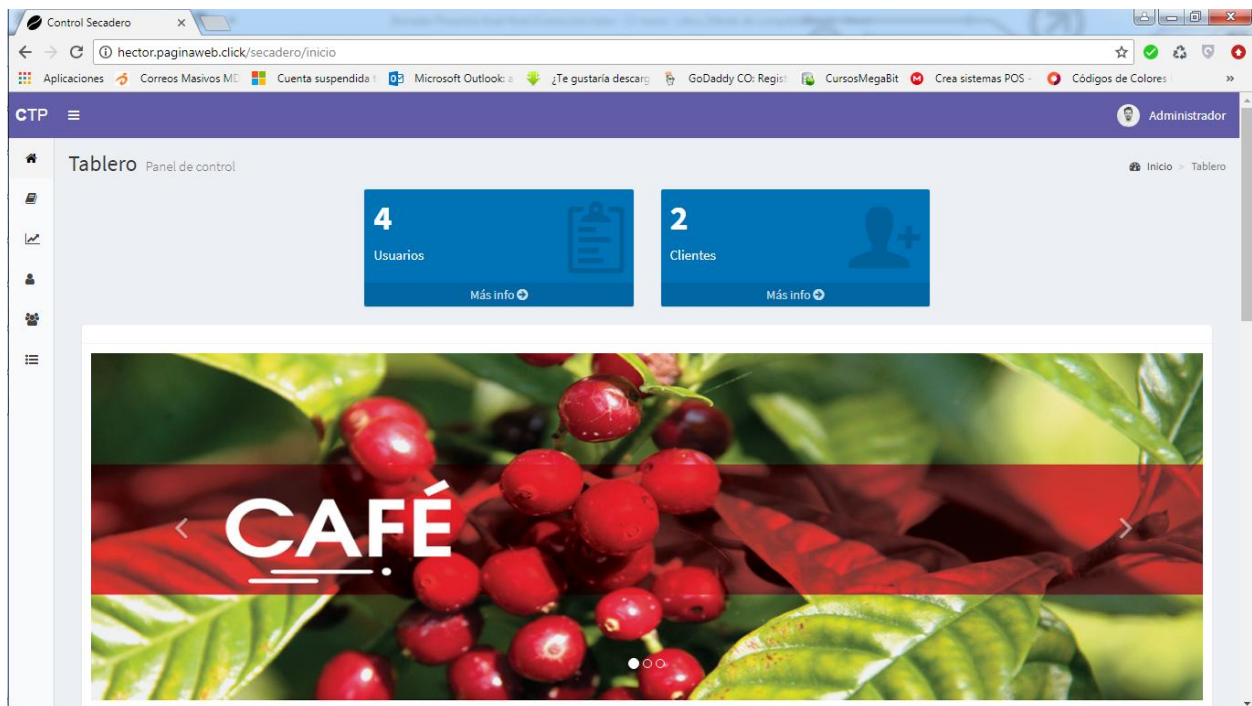 Control Secadero
hector.paginaweb.click/secadero/inicio
Aplicaciones Correos Masivos MD Cuenta suspendida Microsoft Outlook: a ¿Te gustaría descarg GoDaddy CO: Regist CursosMegaBit Crea sistemas POS - Códigos de Colores »
CTP Administrador
Tablero Panel de control Inicio > Tablero
4 2
Usuarios Clientes
Más info Más info
CAFÉ